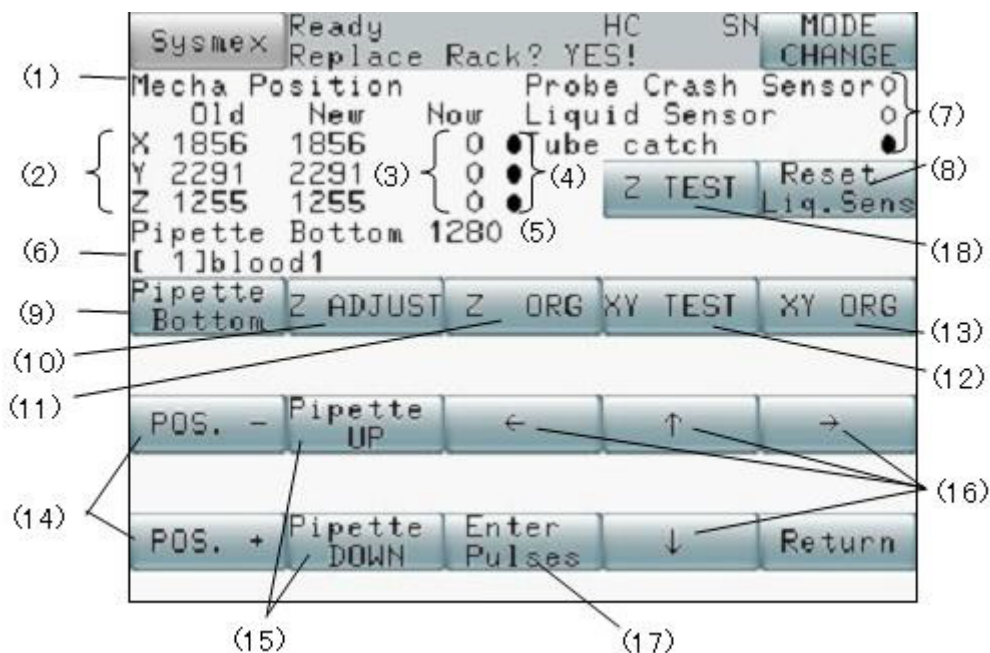 Sysmex Ready HC SN MODE
Replace Rack? YES! CHANGE
(1) Mecha Position Probe Crash Sensor
Old New Now Liquid Sensor (7)
X 1856 1856 0 Tube catch
(2) Y 2291 2291 (3) 0 (4) Z TEST Reset (8)
Z 1255 1255 0 Liq.Sens
Pipette Bottom 1280 (5) (18)
(6) [ 1]blood1
(9) Pipette Z ADJUST Z ORG XY TEST XY ORG
Bottom
(10) (13)
(11) (12)
POS. - Pipette ← ↑ →
UP
(14) (16)
POS. + Pipette Enter ↓ Return
DOWN Pulses
(15) (17)